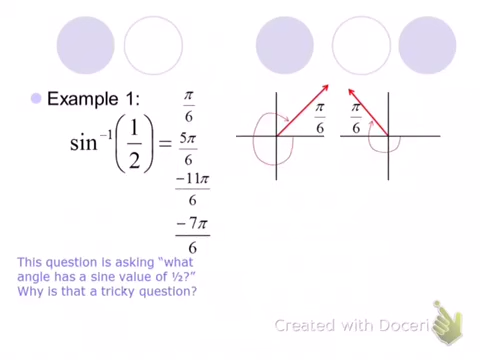 Example 1:
sin⁻¹(1/2) =
π/6
5π/6
−11π/6
−7π/6
π/6
π/6
This question is asking “what
angle has a sine value of ½?”
Why is that a tricky question?
Created with Doceri